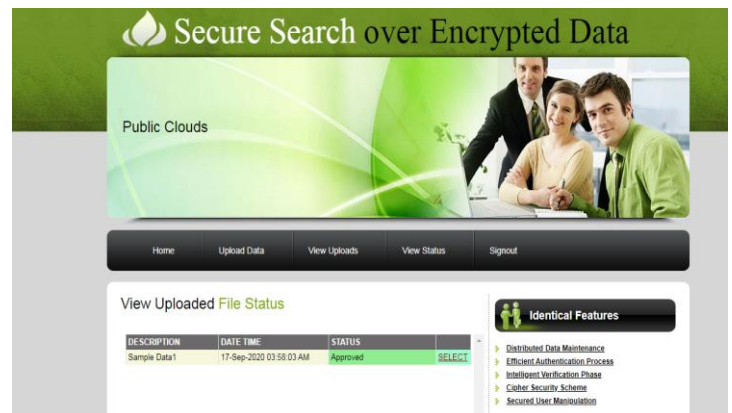 Secure Search over Encrypted Data
Public Clouds
Home Upload Data View Uploads View Status Signout
View Uploaded File Status
DESCRIPTION DATE TIME STATUS
Sample Data1 17-Sep-2020 03:58:03 AM Approved SELECT
Identical Features
Distributed Data Maintenance
Efficient Authentication Process
Intelligent Verification Phase
Cipher Security Scheme
Secured User Manipulation